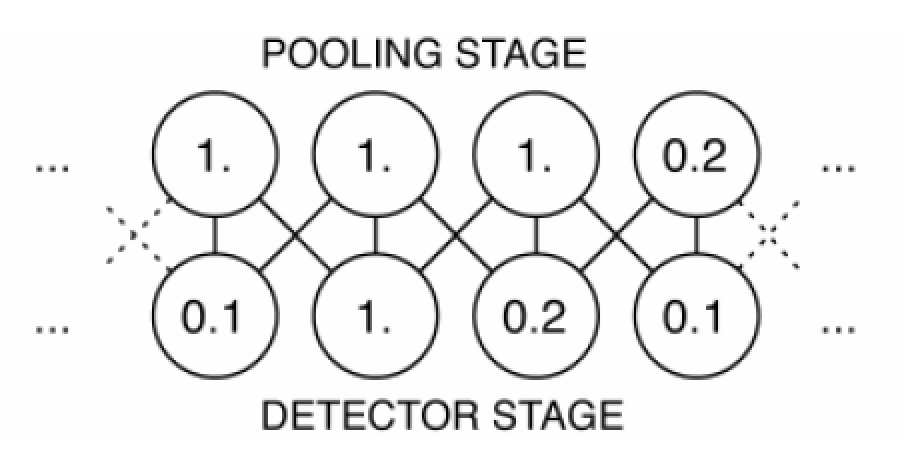 POOLING STAGE
... 1. 1. 1. 0.2 ...
... 0.1 1. 0.2 0.1 ...
DETECTOR STAGE